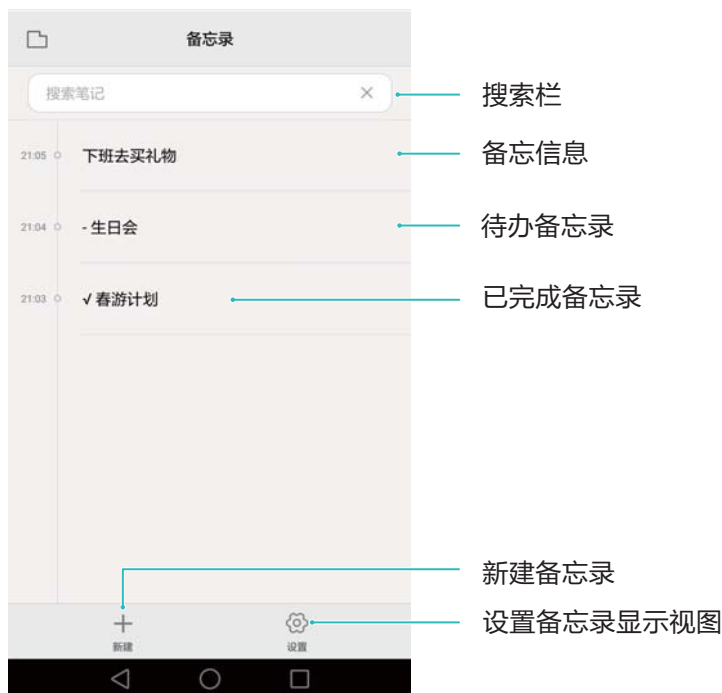 备忘录
搜索笔记
搜索栏
21:05 下班去买礼物
备忘信息
21:04 - 生日会
待办备忘录
21:03 √ 春游计划
已完成备忘录
新建备忘录
新建
设置
设置备忘录显示视图